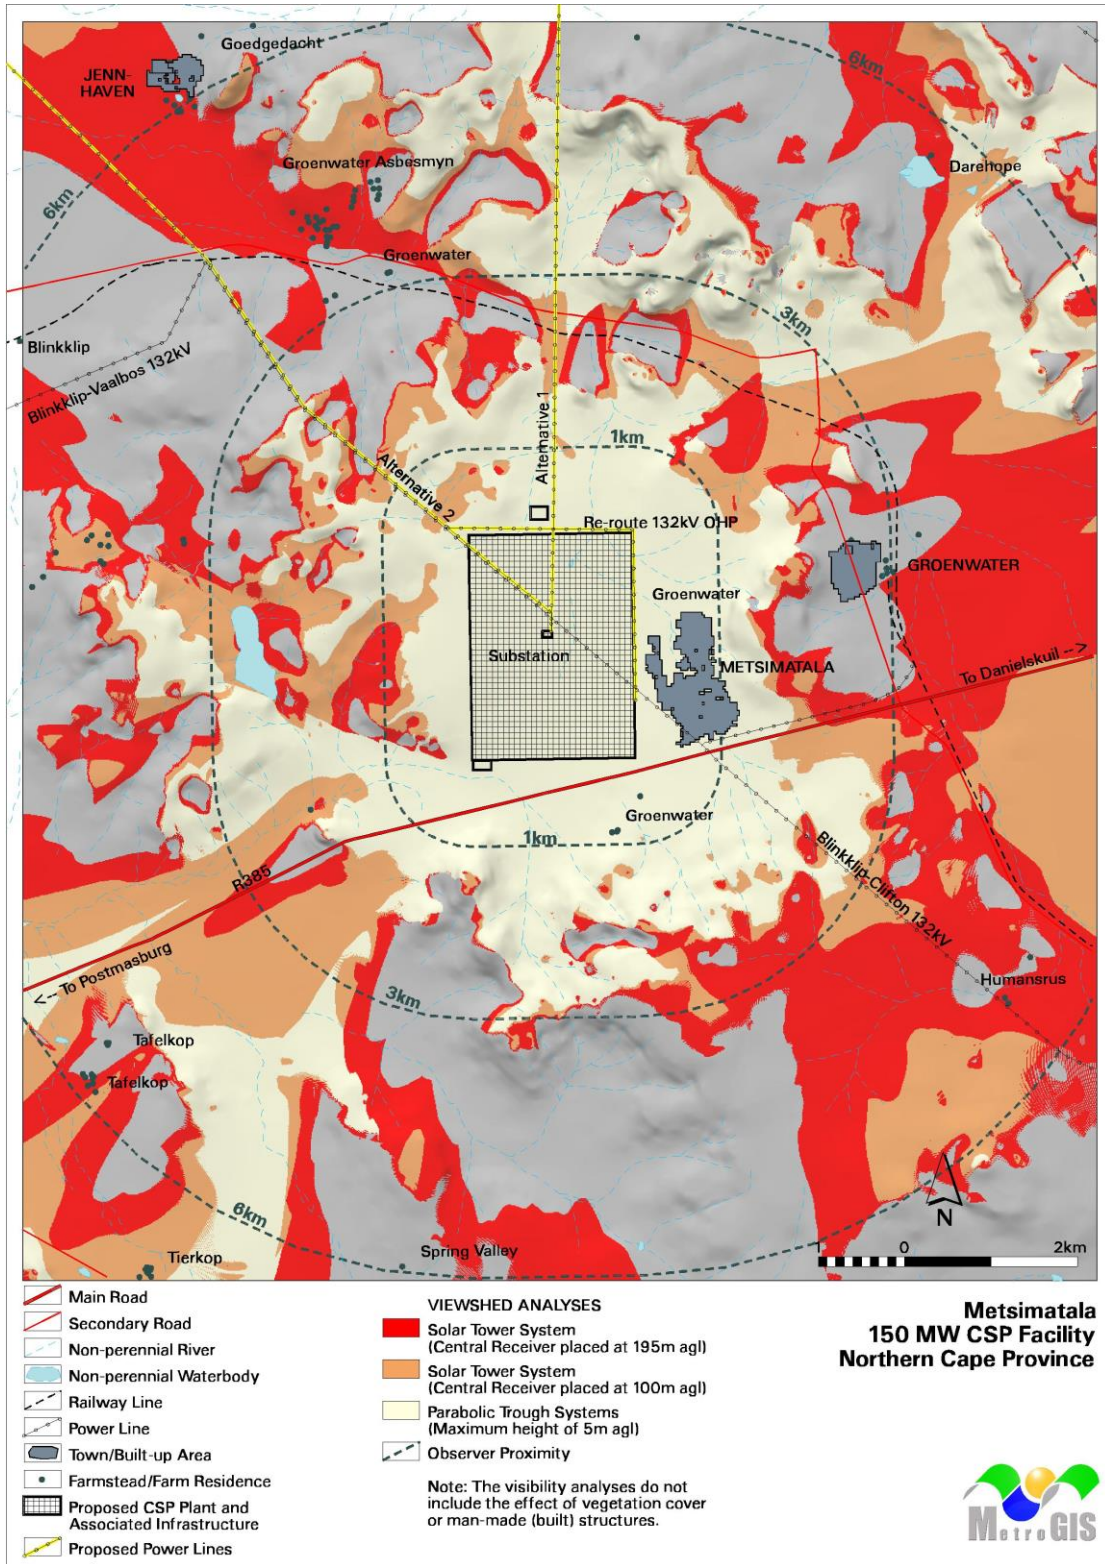 Goedgedacht
JENN-
HAVEN
6km
Groenwater Asbesmyn
Darehope
6km
Groenwater
3km
Blinkklip
Blinkklip-Vaalbos 132kV
Alternative 1
1km
Alternative 2
Re-route 132kV OHP
GROENWATER
Groenwater
Substation
METSIMATALA
To Danielskuil -->
Groenwater
1km
R385
Blinkklip-Clifton 132kV
<-- To Postmasburg
Humansrus
3km
Tafelkop
Tafelkop
6km
N
Tierkop
Spring Valley
1 0 2km
Main Road
Secondary Road
Non-perennial River
Non-perennial Waterbody
Railway Line
Power Line
Town/Built-up Area
Farmstead/Farm Residence
Proposed CSP Plant and
Associated Infrastructure
Proposed Power Lines
VIEWSHED ANALYSES
Solar Tower System
(Central Receiver placed at 195m agl)
Solar Tower System
(Central Receiver placed at 100m agl)
Parabolic Trough Systems
(Maximum height of 5m agl)
Observer Proximity
Note: The visibility analyses do not
include the effect of vegetation cover
or man-made (built) structures.
Metsimatala
150 MW CSP Facility
Northern Cape Province
MetroGIS